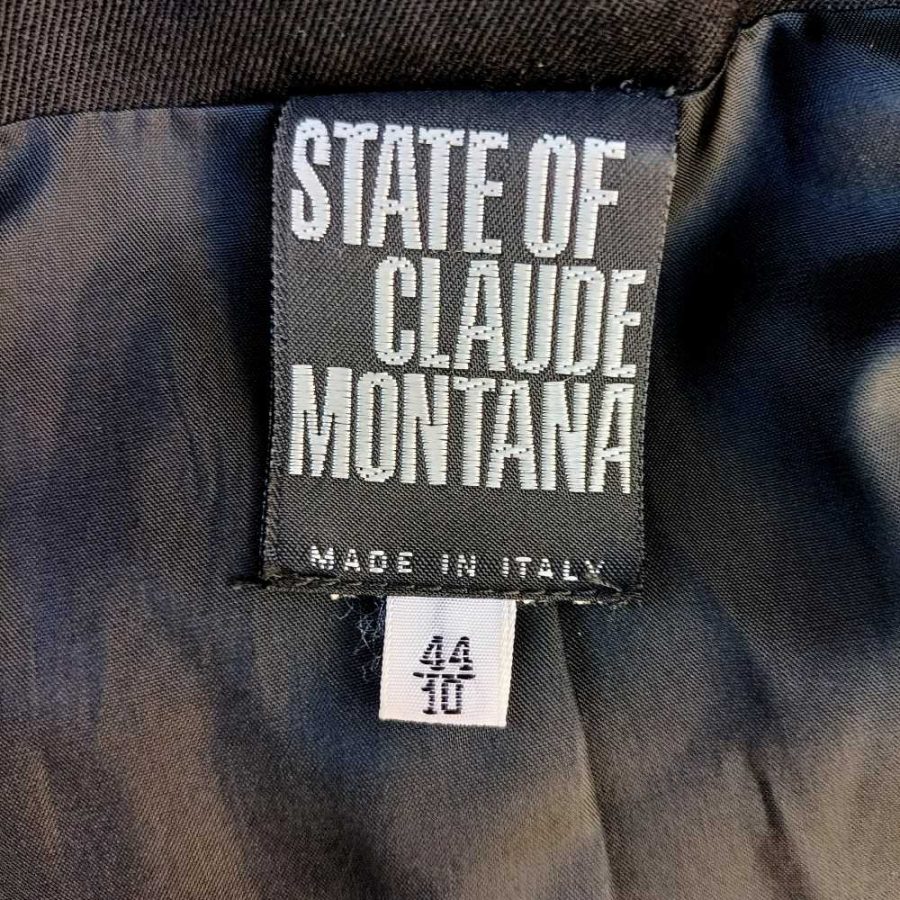 STATE OF
CLAUDE
MONTANA
MADE IN ITALY
44
10